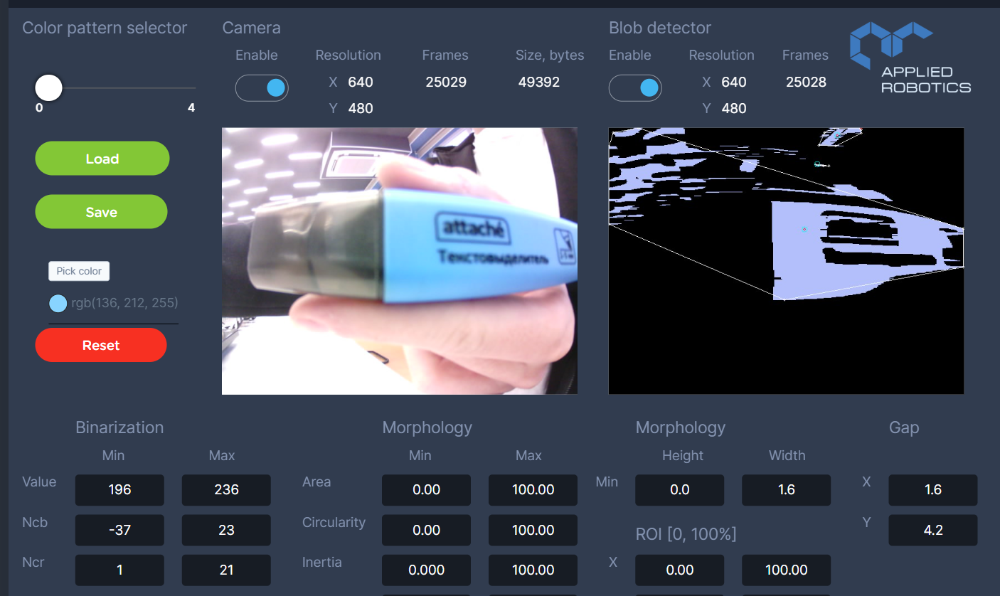 Color pattern selector
Camera
Blob detector
Enable
Resolution
Frames
Size, bytes
Enable
Resolution
Frames
X 640
25029
49392
X 640
25028
Y 480
Y 480
APPLIED
ROBOTICS
0
4
Load
Save
Pick color
rgb(136, 212, 255)
Reset
attaché
Текстовыделитель
Binarization
Morphology
Morphology
Gap
Min
Max
Min
Max
Height
Width
Value 196 236
Area 0.00 100.00
Min 0.0 1.6
X 1.6
Ncb -37 23
Circularity 0.00 100.00
ROI [0, 100%]
Y 4.2
Ncr 1 21
Inertia 0.000 100.00
X 0.00 100.00